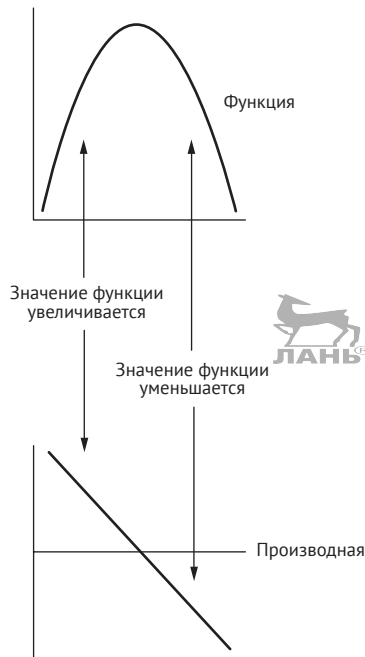 Функция
Значение функции
увеличивается
ЛАНЬ®
Значение функции
уменьшается
Производная